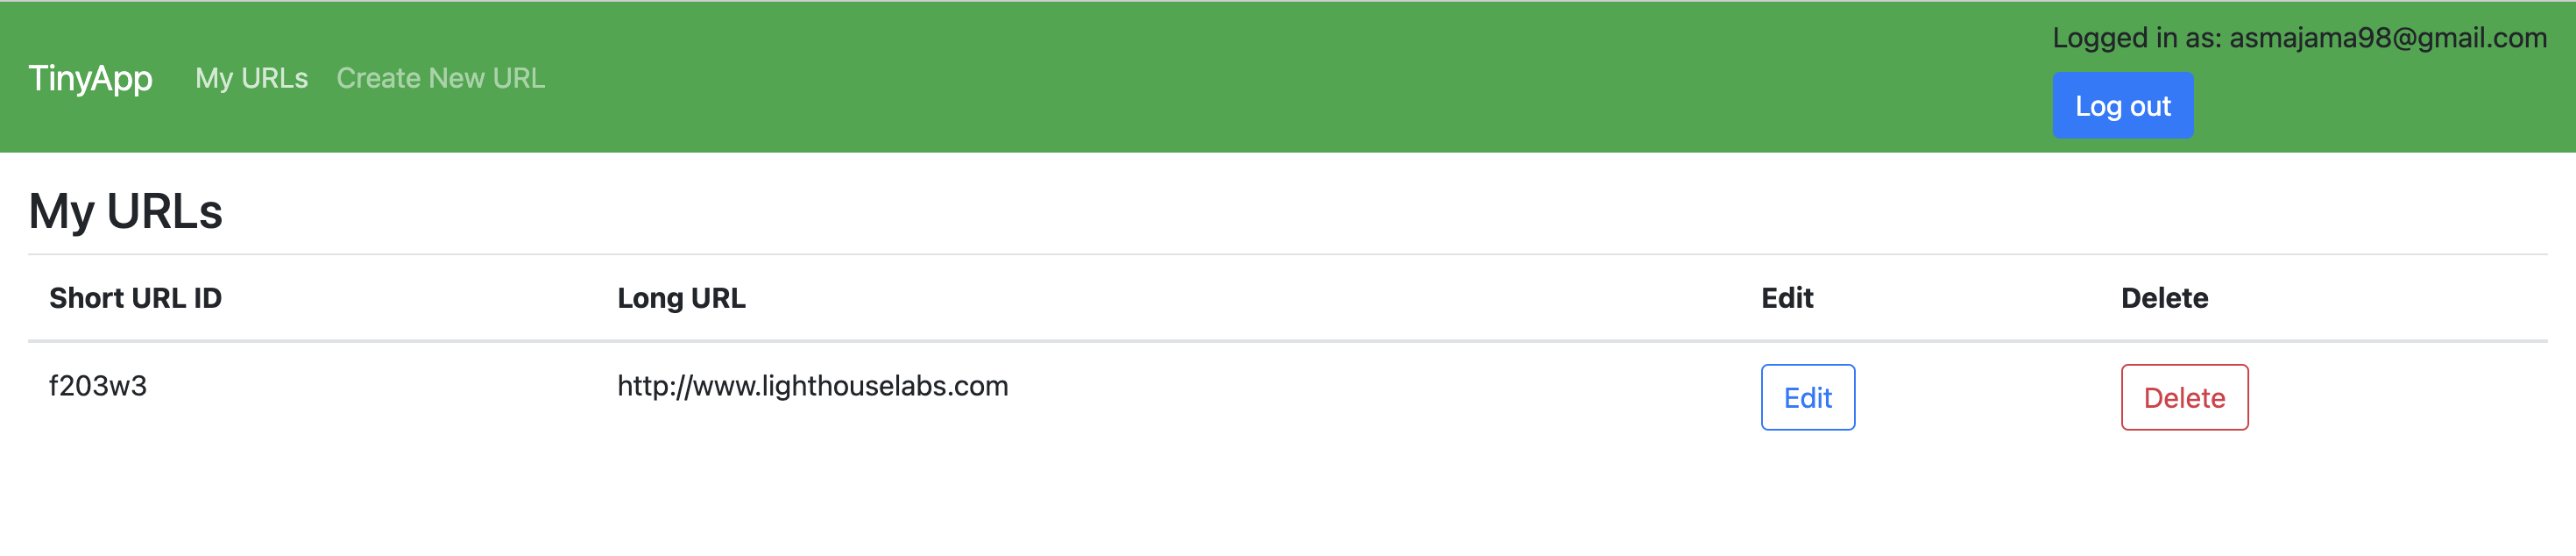 Logged in as: asmajama98@gmail.com
TinyApp My URLs Create New URL
Log out
My URLs
Short URL ID Long URL Edit Delete
f203w3 http://www.lighthouselabs.com Edit Delete